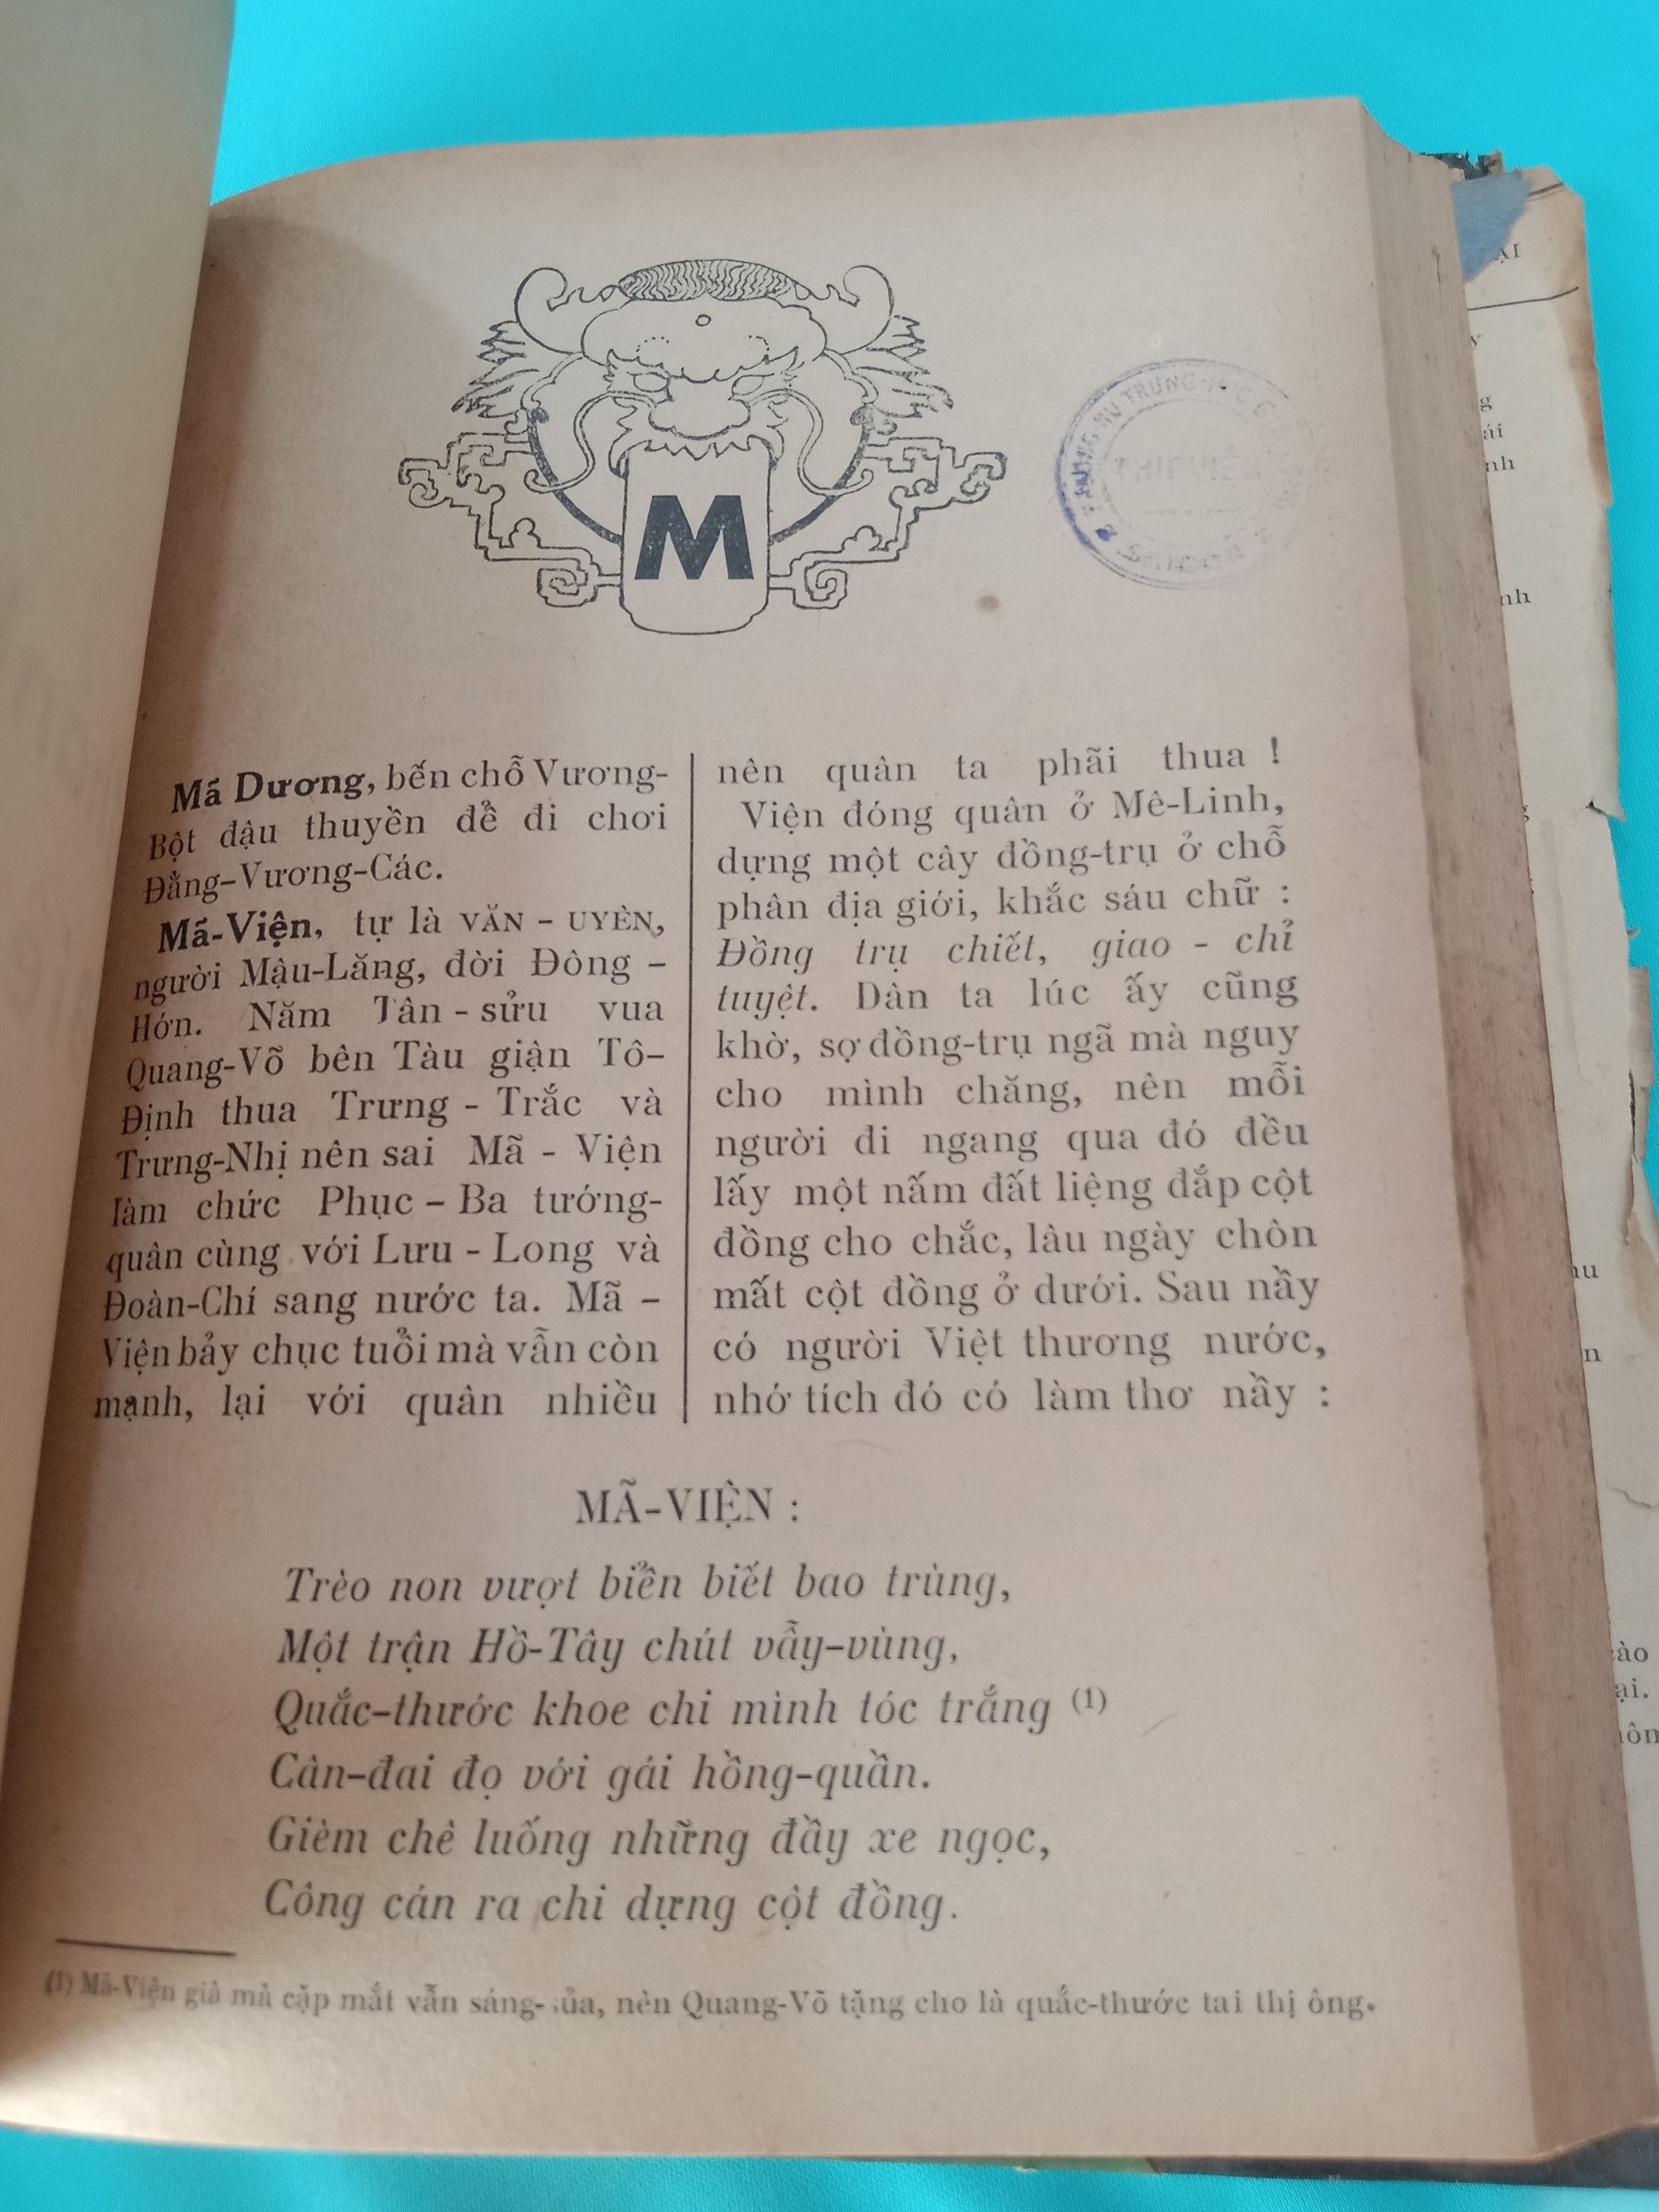 M
Mã Dương, bến chỗ Vương-
Bột đậu thuyền để đi chơi
Đằng-Vương-Các.
Mã-Viện, tự là VĂN - UYÊN,
người Mậu-Lăng, đời Đông -
Hớn. Năm Tân - sửu vua
Quang-Võ bên Tàu giận Tô-
Định thua Trưng - Trắc và
Trưng-Nhị nên sai Mã - Viện
làm chức Phục - Ba tướng-
quân cùng với Lưu - Long và
Đoàn-Chí sang nước ta. Mã -
Viện bảy chục tuổi mà vẫn còn
mạnh, lại với quân nhiều
nên quân ta phãi thua !
Viện đóng quân ở Mê-Linh,
dựng một cây đồng-trụ ở chỗ
phân địa giới, khắc sáu chữ :
Đồng trụ chiết, giao - chỉ
tuyệt. Dân ta lúc ấy cũng
khờ, sợ đồng-trụ ngã mà nguy
cho mình chăng, nên mỗi
người đi ngang qua đó đều
lấy một nấm đất liệng đắp cột
đồng cho chắc, lâu ngày chôn
mất cột đồng ở dưới. Sau nầy
có người Việt thương nước,
nhớ tích đó có làm thơ nầy :
MÃ-VIỆN :
Trèo non vượt biển biết bao trùng,
Một trận Hồ-Tây chút vẫy-vùng,
Quắc-thước khoe chi mình tóc trắng (1)
Cân-đai đọ với gái hồng-quần.
Gièm chê luống những đầy xe ngọc,
Công cán ra chi dựng cột đồng.
(1) Mã-Viện già mà cặp mắt vẫn sáng-sủa, nên Quang-Võ tặng cho là quắc-thước tai thị ông.